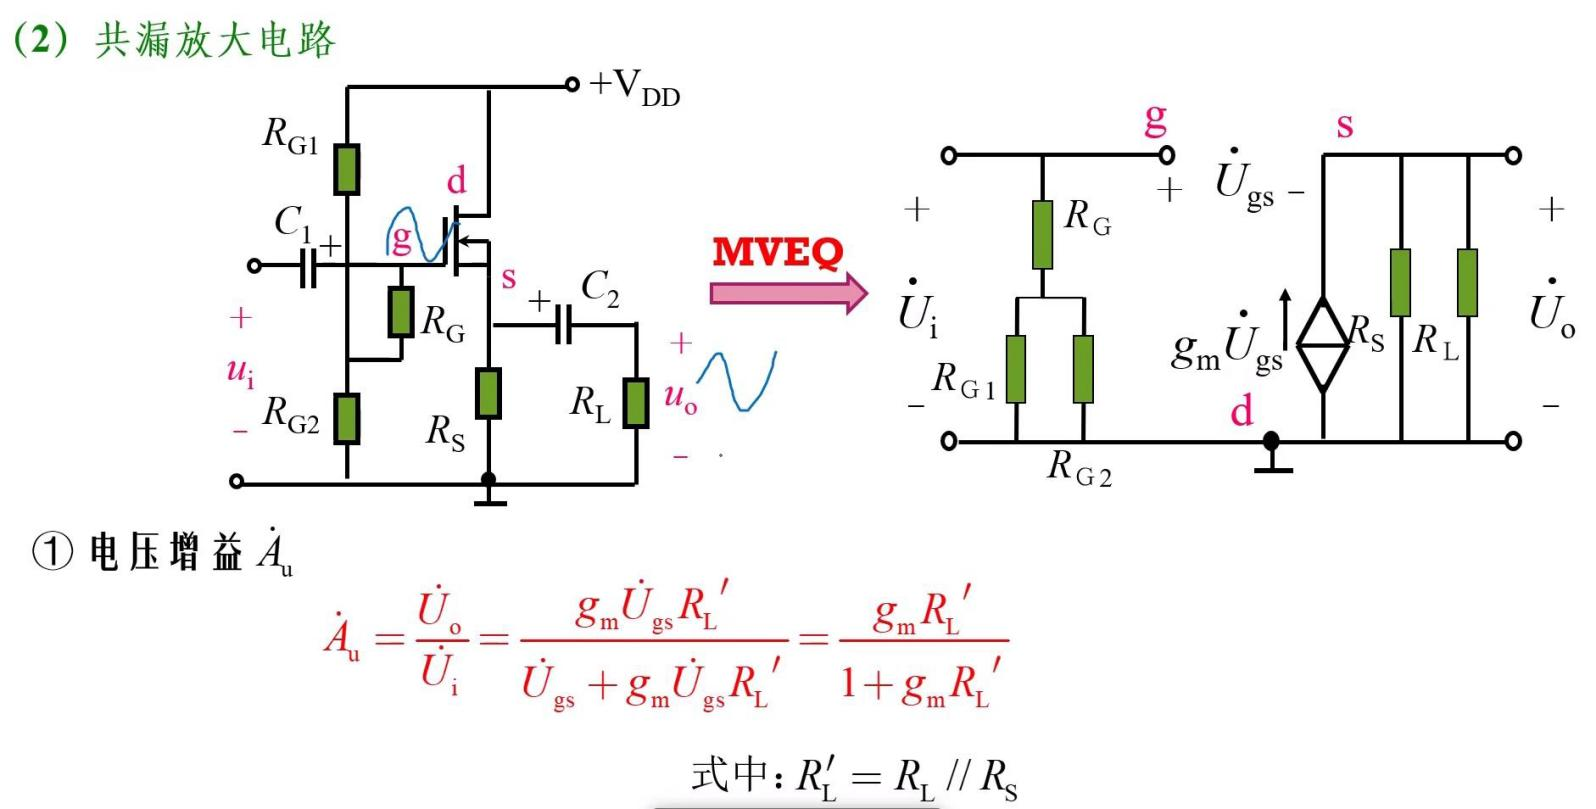 (2) 共漏放大电路
+V_DD
R_G1
d
C_1
+
g
s
+
C_2
R_G
+
u_i
-
R_G2
R_S
R_L
+
u_o
-
MVEQ
g
s
+ U̇_gs -
+
U̇_i
-
R_G
R_G1
R_G2
g_m U̇_gs
d
R_S
R_L
+
U̇_o
-
① 电压增益 Ȧ_u
Ȧ_u = U̇_o / U̇_i = g_m U̇_gs R_L′ / (U̇_gs + g_m U̇_gs R_L′) = g_m R_L′ / (1 + g_m R_L′)
式中: R_L′ = R_L // R_S